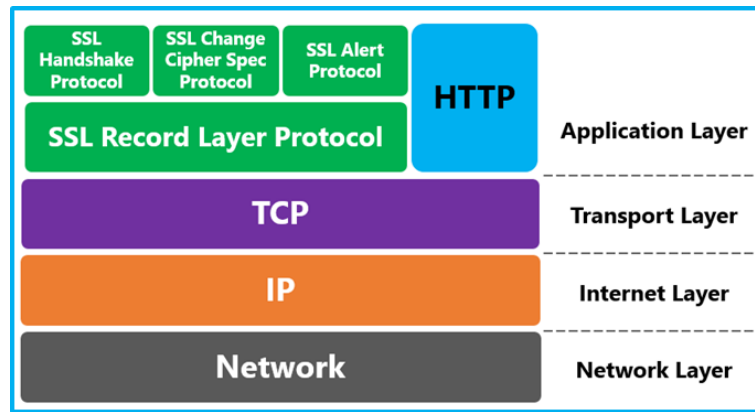 SSL
Handshake
Protocol
SSL Change
Cipher Spec
Protocol
SSL Alert
Protocol
HTTP
SSL Record Layer Protocol
Application Layer
TCP
Transport Layer
IP
Internet Layer
Network
Network Layer